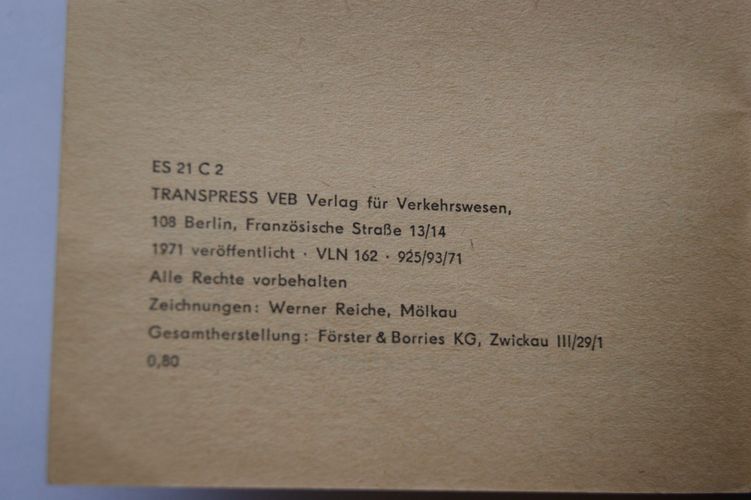 ES 21 C 2
TRANSPRESS VEB Verlag für Verkehrswesen,
108 Berlin, Französische Straße 13/14
1971 veröffentlicht · VLN 162 · 925/93/71
Alle Rechte vorbehalten
Zeichnungen: Werner Reiche, Mölkau
Gesamtherstellung: Förster & Borries KG, Zwickau III/29/1
0,80